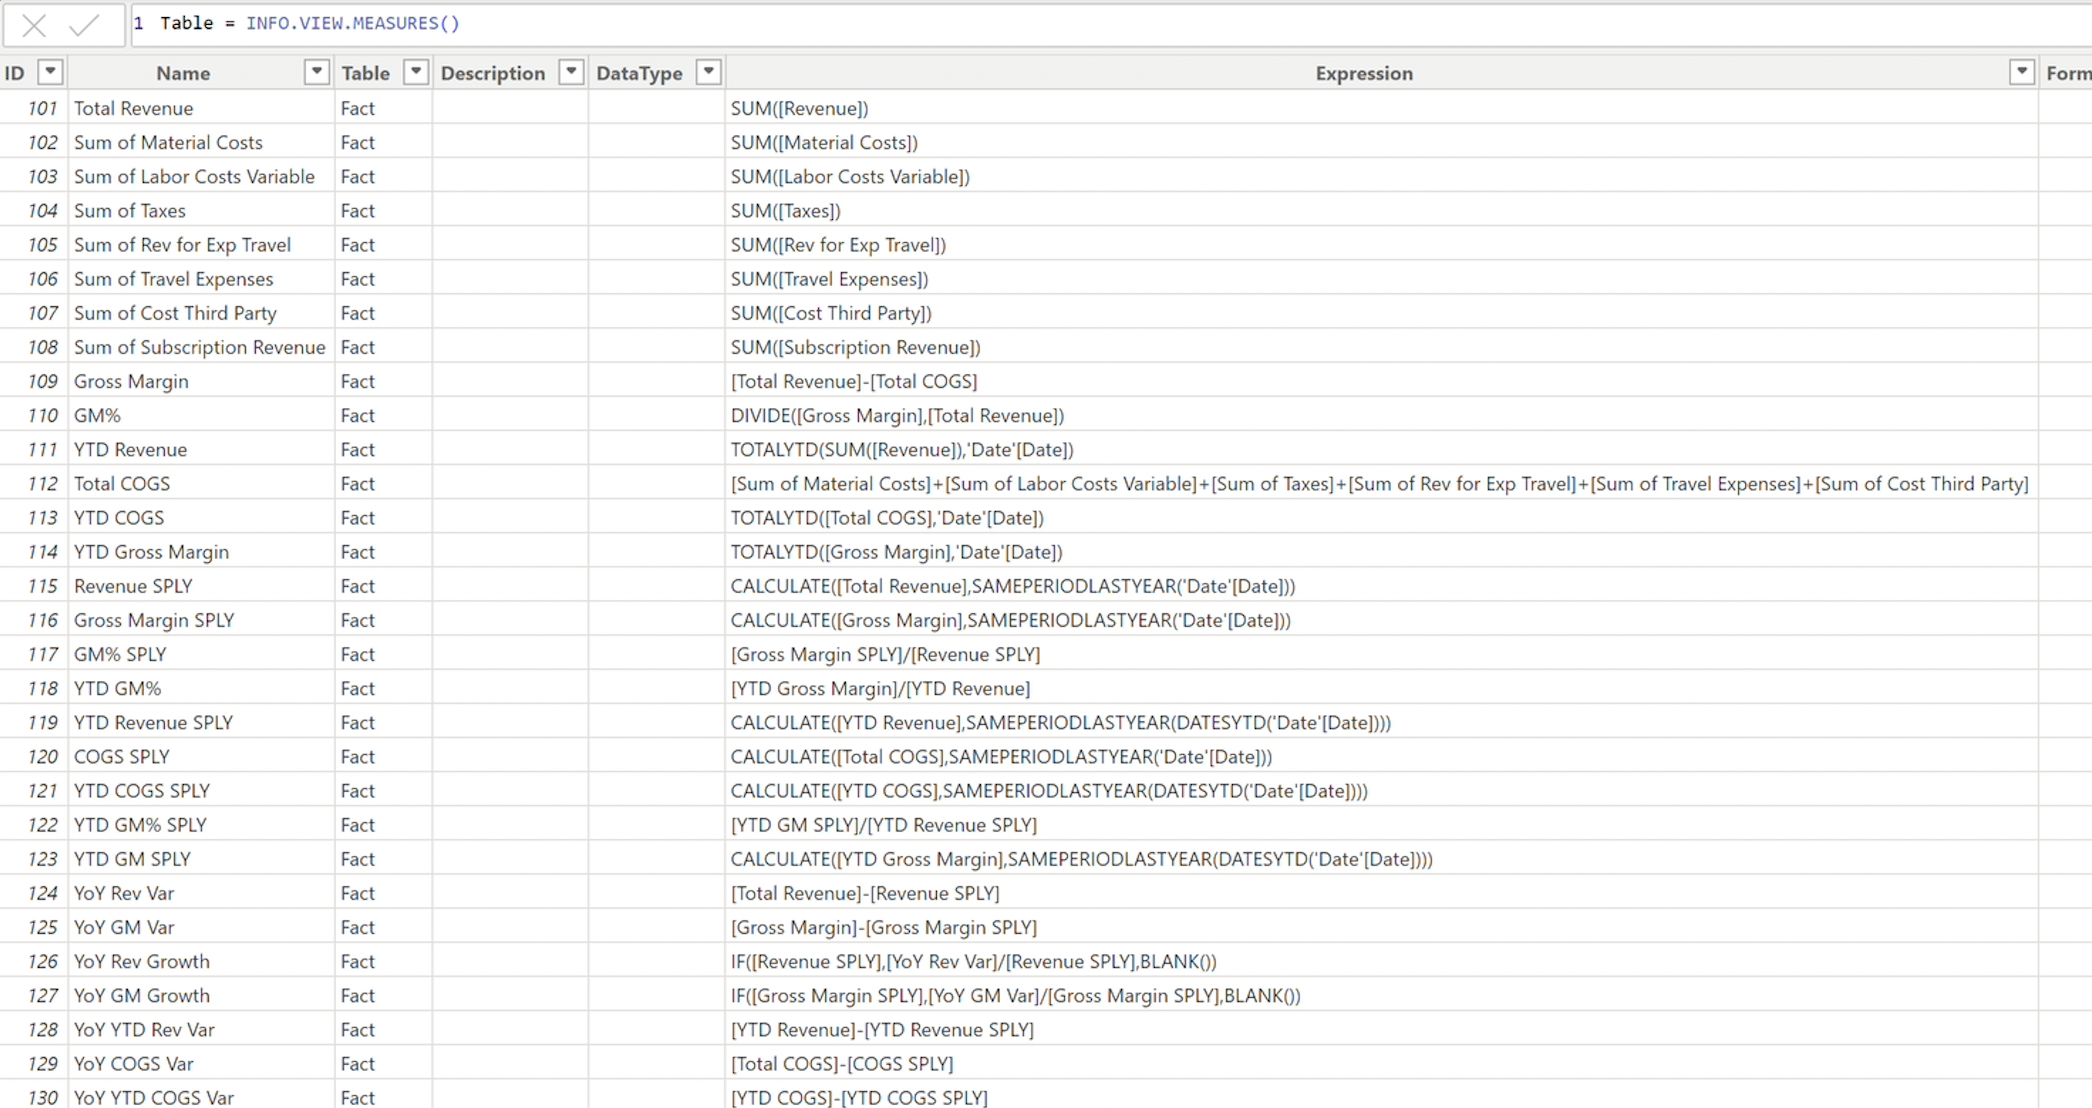 1 Table = INFO.VIEW.MEASURES()
ID Name Table Description DataType Expression Form
101 Total Revenue Fact SUM([Revenue])
102 Sum of Material Costs Fact SUM([Material Costs])
103 Sum of Labor Costs Variable Fact SUM([Labor Costs Variable])
104 Sum of Taxes Fact SUM([Taxes])
105 Sum of Rev for Exp Travel Fact SUM([Rev for Exp Travel])
106 Sum of Travel Expenses Fact SUM([Travel Expenses])
107 Sum of Cost Third Party Fact SUM([Cost Third Party])
108 Sum of Subscription Revenue Fact SUM([Subscription Revenue])
109 Gross Margin Fact [Total Revenue]-[Total COGS]
110 GM% Fact DIVIDE([Gross Margin],[Total Revenue])
111 YTD Revenue Fact TOTALYTD(SUM([Revenue]),'Date'[Date])
112 Total COGS Fact [Sum of Material Costs]+[Sum of Labor Costs Variable]+[Sum of Taxes]+[Sum of Rev for Exp Travel]+[Sum of Travel Expenses]+[Sum of Cost Third Party]
113 YTD COGS Fact TOTALYTD([Total COGS],'Date'[Date])
114 YTD Gross Margin Fact TOTALYTD([Gross Margin],'Date'[Date])
115 Revenue SPLY Fact CALCULATE([Total Revenue],SAMEPERIODLASTYEAR('Date'[Date]))
116 Gross Margin SPLY Fact CALCULATE([Gross Margin],SAMEPERIODLASTYEAR('Date'[Date]))
117 GM% SPLY Fact [Gross Margin SPLY]/[Revenue SPLY]
118 YTD GM% Fact [YTD Gross Margin]/[YTD Revenue]
119 YTD Revenue SPLY Fact CALCULATE([YTD Revenue],SAMEPERIODLASTYEAR(DATESYTD('Date'[Date])))
120 COGS SPLY Fact CALCULATE([Total COGS],SAMEPERIODLASTYEAR('Date'[Date]))
121 YTD COGS SPLY Fact CALCULATE([YTD COGS],SAMEPERIODLASTYEAR(DATESYTD('Date'[Date])))
122 YTD GM% SPLY Fact [YTD GM SPLY]/[YTD Revenue SPLY]
123 YTD GM SPLY Fact CALCULATE([YTD Gross Margin],SAMEPERIODLASTYEAR(DATESYTD('Date'[Date])))
124 YoY Rev Var Fact [Total Revenue]-[Revenue SPLY]
125 YoY GM Var Fact [Gross Margin]-[Gross Margin SPLY]
126 YoY Rev Growth Fact IF([Revenue SPLY],[YoY Rev Var]/[Revenue SPLY],BLANK())
127 YoY GM Growth Fact IF([Gross Margin SPLY],[YoY GM Var]/[Gross Margin SPLY],BLANK())
128 YoY YTD Rev Var Fact [YTD Revenue]-[YTD Revenue SPLY]
129 YoY COGS Var Fact [Total COGS]-[COGS SPLY]
130 YoY YTD COGS Var Fact [YTD COGS]-[YTD COGS SPLY]